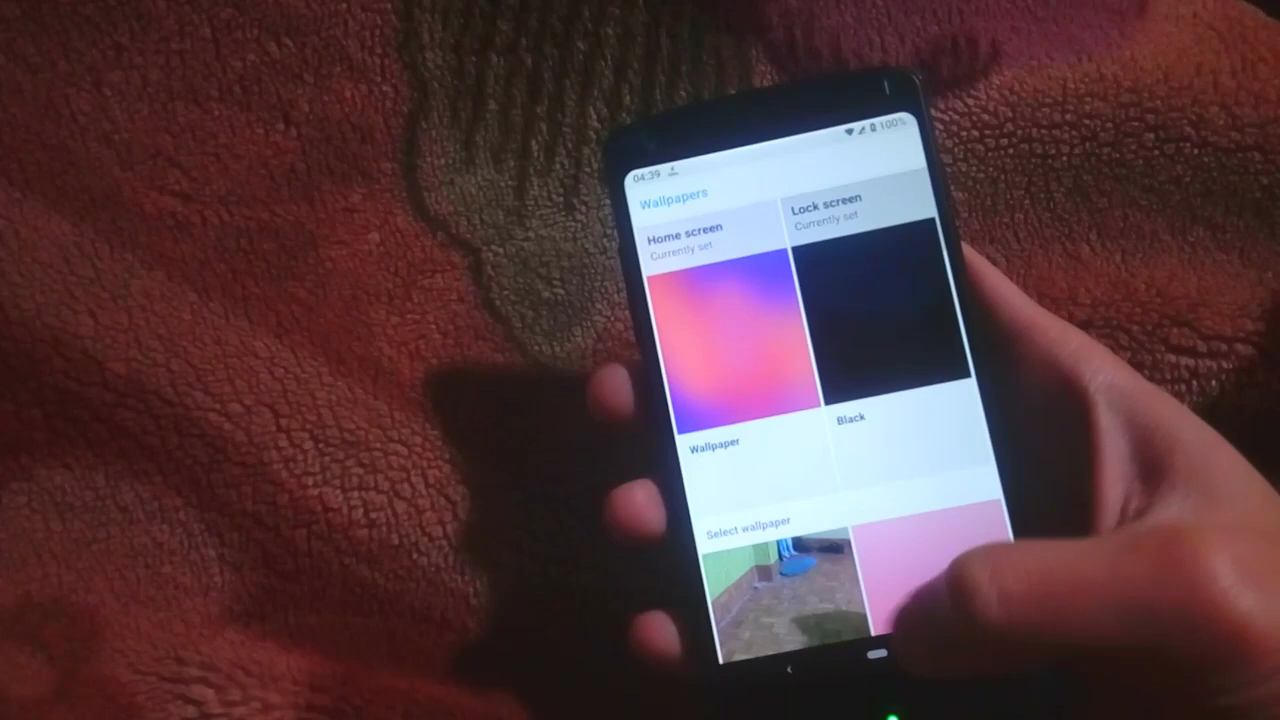 04:39
100%
Wallpapers
Home screen
Currently set
Lock screen
Currently set
Wallpaper
Black
Select wallpaper